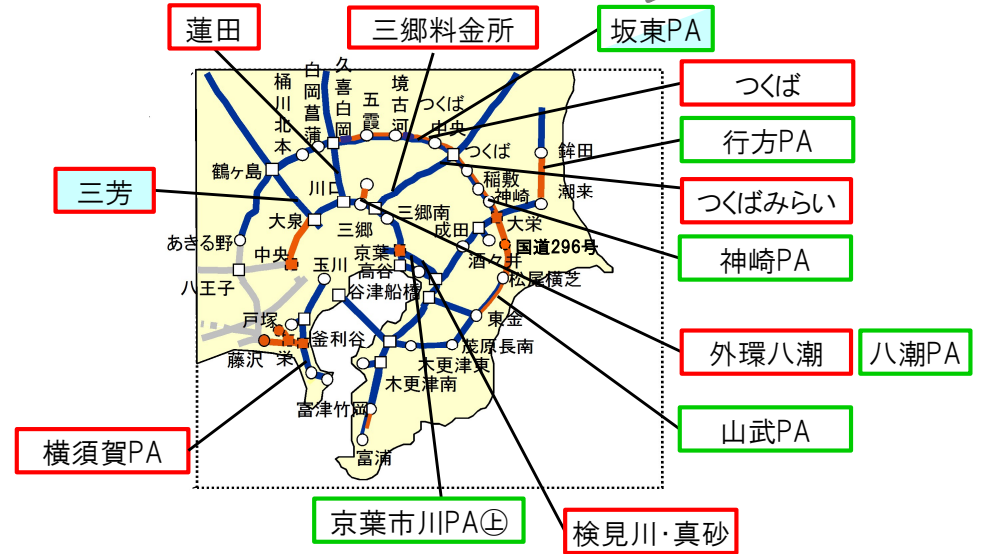 蓮田
三郷料金所
坂東PA
つくば
行方PA
つくばみらい
神崎PA
外環八潮
八潮PA
山武PA
三芳
横須賀PA
京葉市川PA㊤
検見川・真砂
桶川北本
白岡菖蒲
久喜白岡
五霞
境古河
つくば中央
つくば
鉾田
稲敷
神崎
潮来
鶴ヶ島
川口
大泉
三郷
三郷南
成田
大栄
あきる野
中央
京葉
国道296号
酒々井
高谷
玉川
谷津船橋
松尾横芝
八王子
戸塚
東金
釜利谷
藤沢
栄
茂原長南
木更津東
木更津南
富津竹岡
富浦